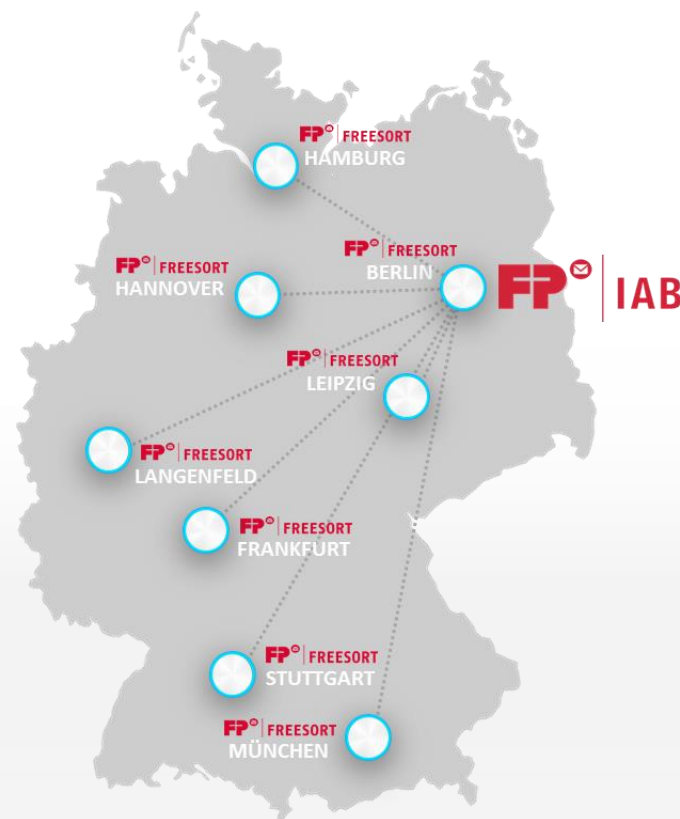 FP FREESORT
HAMBURG
FP FREESORT
BERLIN
FP IAB
FP FREESORT
HANNOVER
FP FREESORT
LEIPZIG
FP FREESORT
LANGENFELD
FP FREESORT
FRANKFURT
FP FREESORT
STUTTGART
FP FREESORT
MÜNCHEN